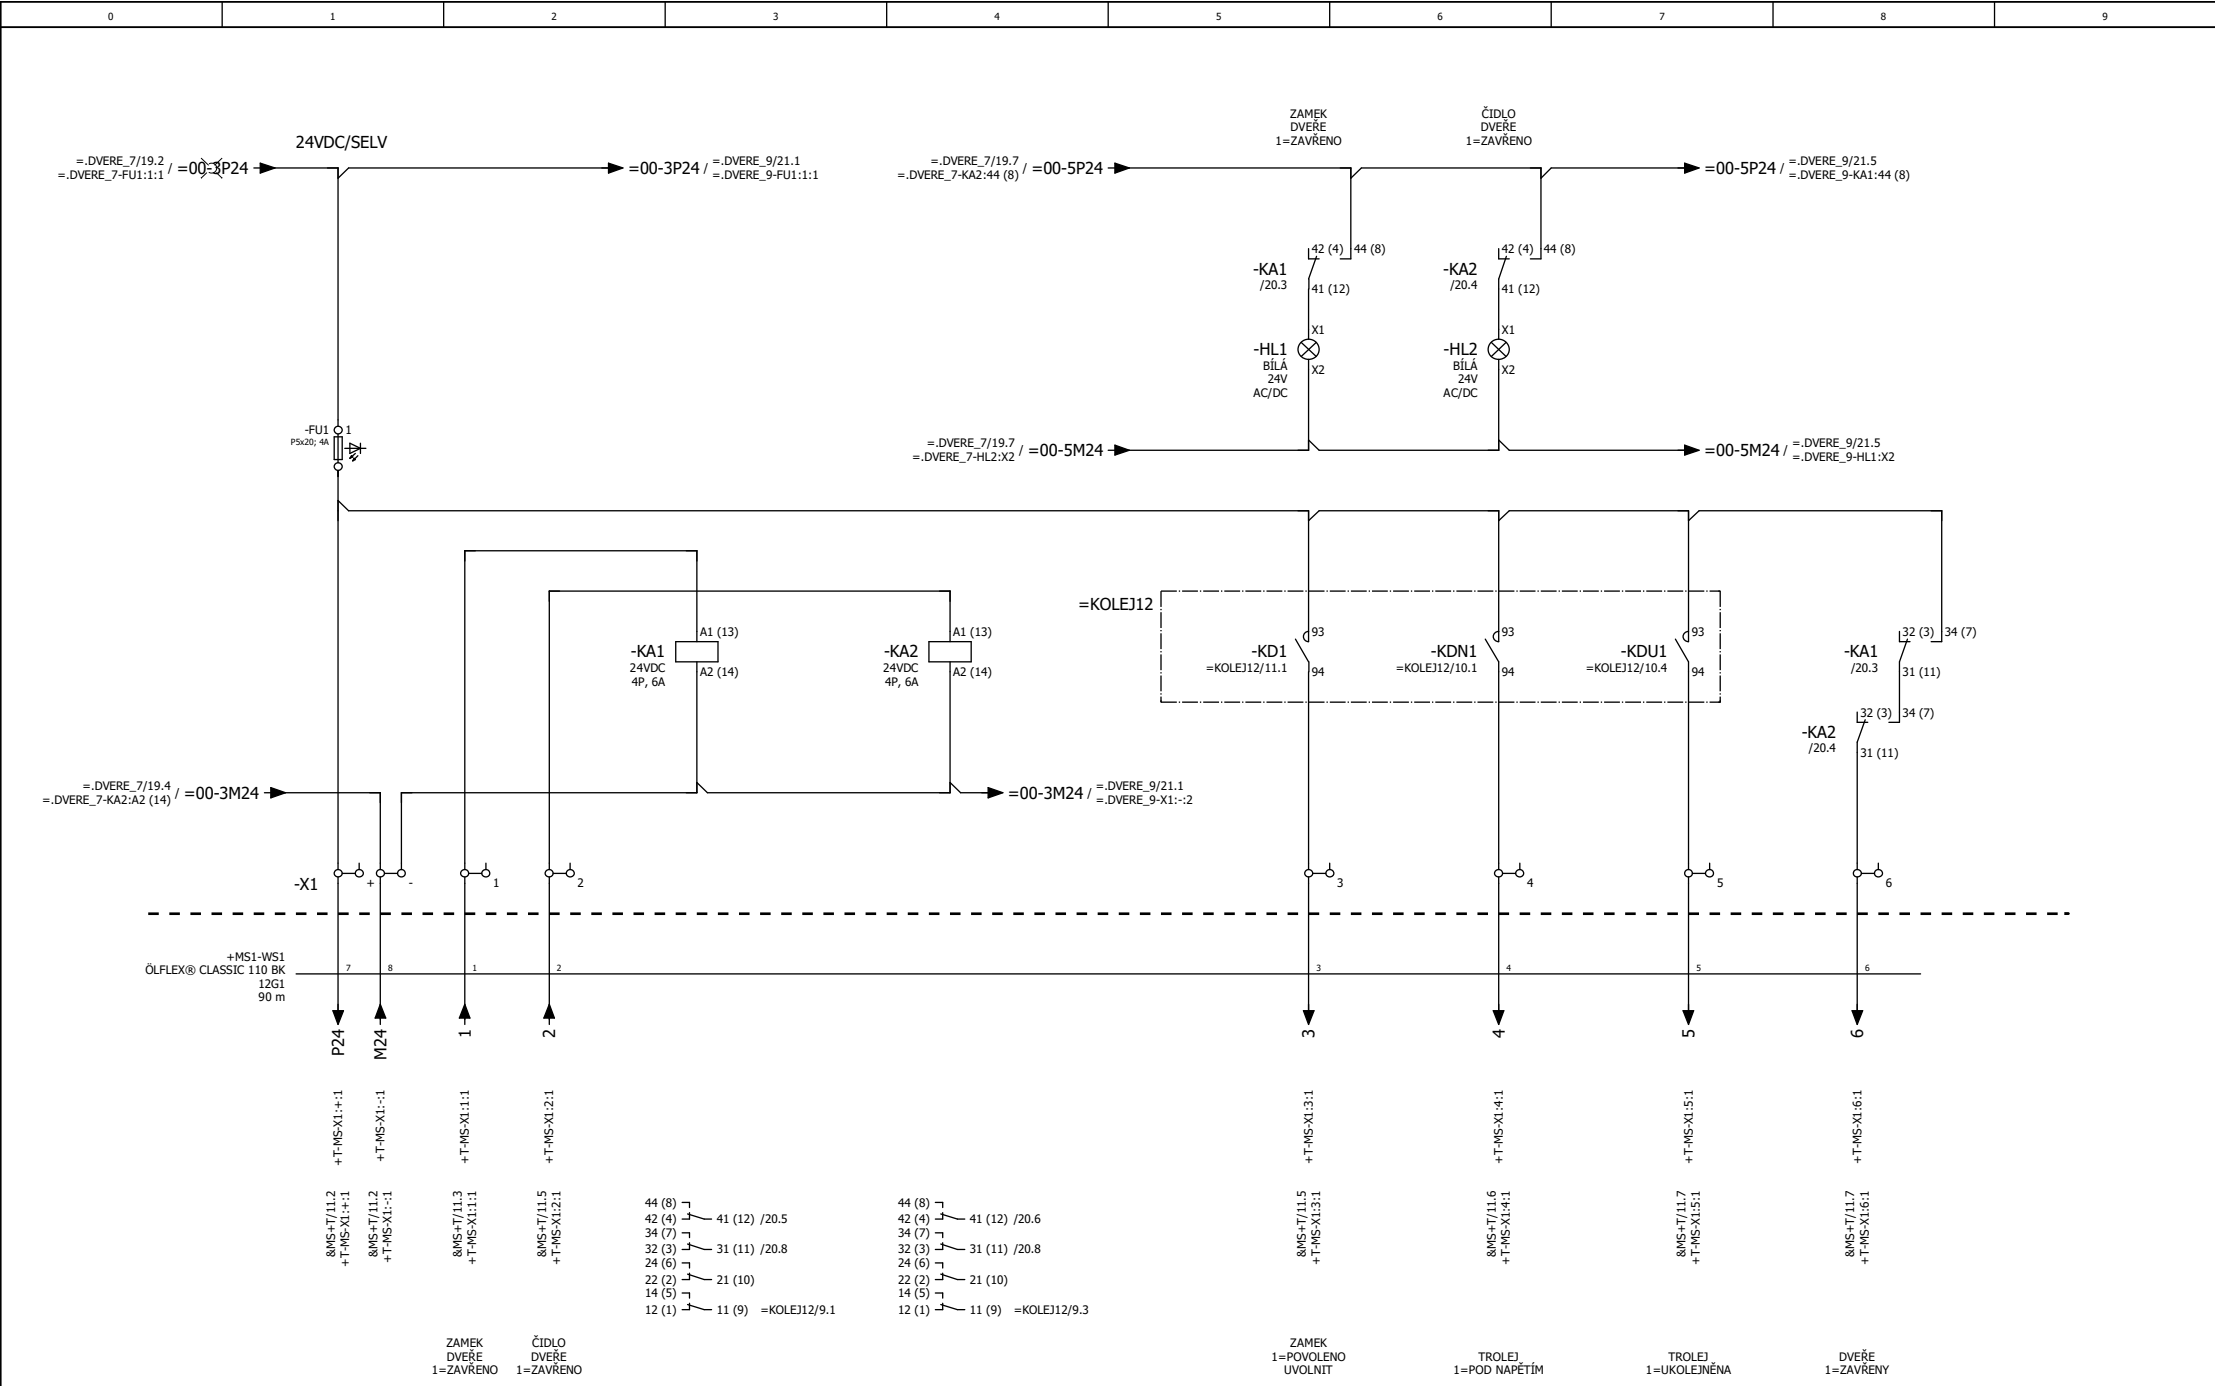 0 1 2 3 4 5 6 7 8 9
24VDC/SELV
=.DVERE_7/19.2
=.DVERE_7-FU1:1:1 / =00-3P24
=00-3P24 / =.DVERE_9/21.1
=.DVERE_9-FU1:1:1
=.DVERE_7/19.7
=.DVERE_7-KA2:44 (8) / =00-5P24
ZAMEK
DVEŘE
1=ZAVŘENO
ČIDLO
DVEŘE
1=ZAVŘENO
=00-5P24 / =.DVERE_9/21.5
=.DVERE_9-KA1:44 (8)
42 (4) 44 (8)
-KA1
/20.3
41 (12)
42 (4) 44 (8)
-KA2
/20.4
41 (12)
X1
-HL1
BÍLÁ
24V
AC/DC
X2
X1
-HL2
BÍLÁ
24V
AC/DC
X2
-FU1
P5x20; 4A
1
=.DVERE_7/19.7
=.DVERE_7-HL2:X2 / =00-5M24
=00-5M24 / =.DVERE_9/21.5
=.DVERE_9-HL1:X2
A1 (13)
-KA1
24VDC
4P, 6A
A2 (14)
A1 (13)
-KA2
24VDC
4P, 6A
A2 (14)
=KOLEJ12
93
-KD1
=KOLEJ12/11.1
94
93
-KDN1
=KOLEJ12/10.1
94
93
-KDU1
=KOLEJ12/10.4
94
32 (3) 34 (7)
-KA1
/20.3
31 (11)
32 (3) 34 (7)
-KA2
/20.4
31 (11)
=.DVERE_7/19.4
=.DVERE_7-KA2:A2 (14) / =00-3M24
=00-3M24 / =.DVERE_9/21.1
=.DVERE_9-X1:-:2
-X1 + - 1 2 3 4 5 6
+MS1-WS1
ÖLFLEX® CLASSIC 110 BK
12G1
90 m
7 8 1 2 3 4 5 6
P24 M24 1 2 3 4 5 6
+T-MS-X1:+:1
+T-MS-X1:-:1
+T-MS-X1:1:1
+T-MS-X1:2:1
+T-MS-X1:3:1
+T-MS-X1:4:1
+T-MS-X1:5:1
+T-MS-X1:6:1
&MS+T/11.2
+T-MS-X1:+:1
&MS+T/11.2
+T-MS-X1:-:1
&MS+T/11.3
+T-MS-X1:1:1
&MS+T/11.5
+T-MS-X1:2:1
44 (8)
42 (4) 41 (12) /20.5
34 (7)
32 (3) 31 (11) /20.8
24 (6)
22 (2) 21 (10)
14 (5)
12 (1) 11 (9) =KOLEJ12/9.1
44 (8)
42 (4) 41 (12) /20.6
34 (7)
32 (3) 31 (11) /20.8
24 (6)
22 (2) 21 (10)
14 (5)
12 (1) 11 (9) =KOLEJ12/9.3
&MS+T/11.5
+T-MS-X1:3:1
&MS+T/11.6
+T-MS-X1:4:1
&MS+T/11.7
+T-MS-X1:5:1
&MS+T/11.7
+T-MS-X1:6:1
ZAMEK
DVEŘE
1=ZAVŘENO
ČIDLO
DVEŘE
1=ZAVŘENO
ZAMEK
1=POVOLENO
UVOLNIT
TROLEJ
1=POD NAPĚTÍM
TROLEJ
1=UKOLEJNĚNA
DVEŘE
1=ZAVŘENY